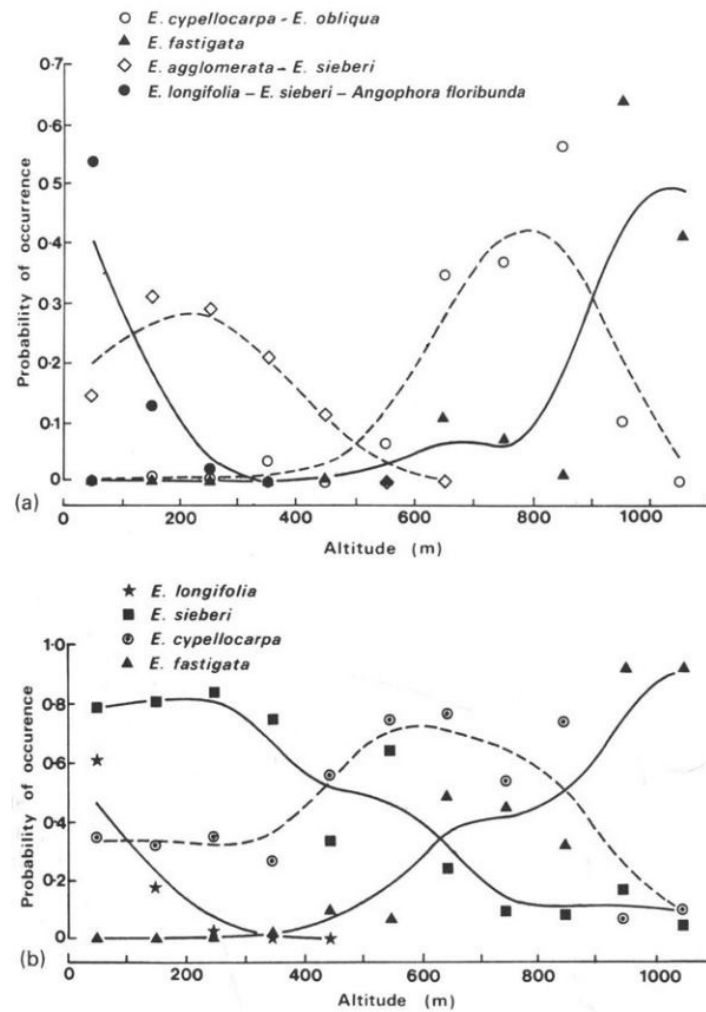 ○ E. cypellocarpa - E. obliqua
▲ E. fastigata
◇ E. agglomerata - E. sieberi
● E. longifolia - E. sieberi - Angophora floribunda
0·7
0·6
0·5
0·4
0·3
0·2
0·1
0
Probability of occurrence
(a)
0 200 400 600 800 1000
Altitude (m)
★ E. longifolia
■ E. sieberi
◉ E. cypellocarpa
▲ E. fastigata
1·0
0·8
0·6
0·4
0·2
0
Probability of occurence
(b)
0 200 400 600 800 1000
Altitude (m)